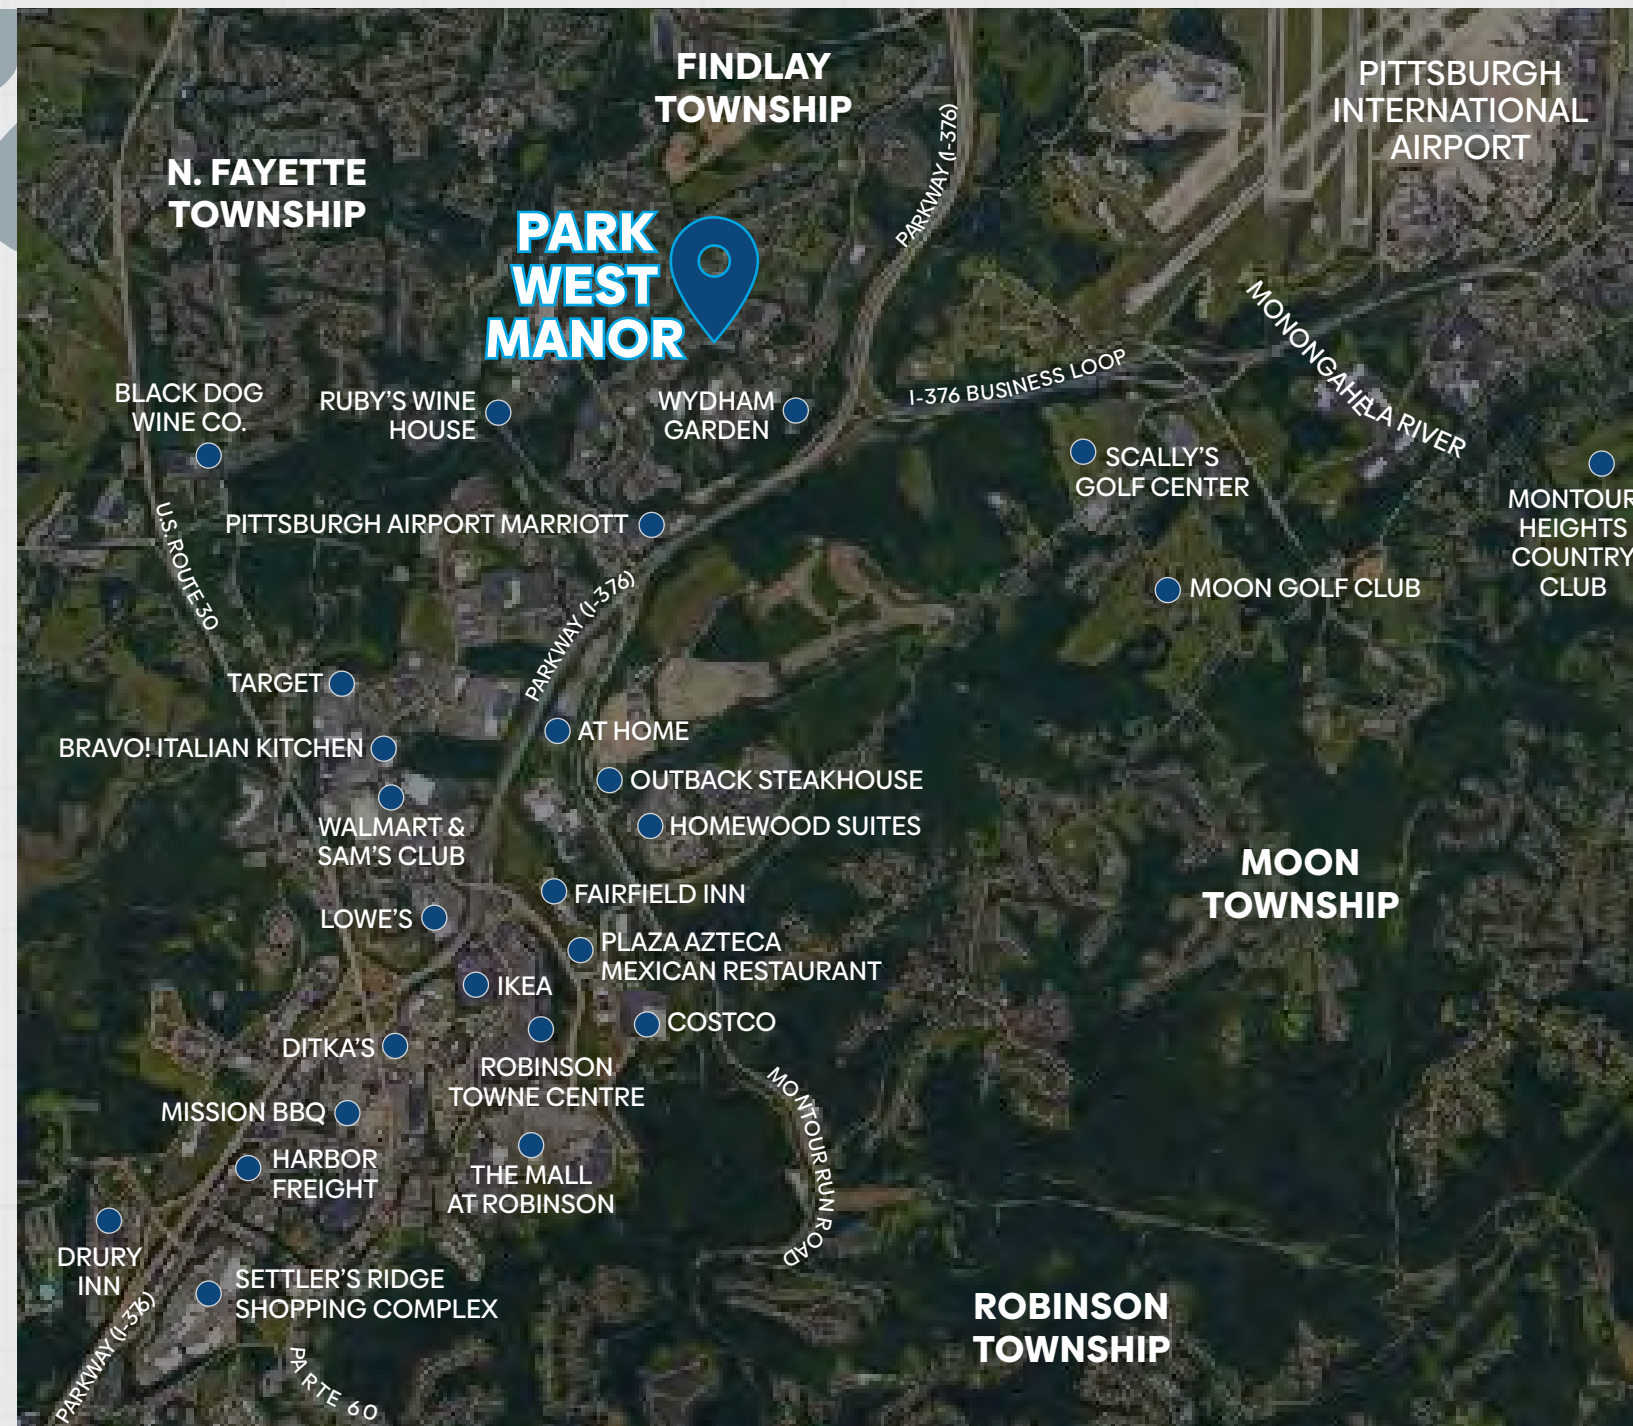 FINDLAY
TOWNSHIP
PITTSBURGH
INTERNATIONAL
AIRPORT
PARKWAY (I-376)
N. FAYETTE
TOWNSHIP
PARK
WEST
MANOR
MONONGAHELA RIVER
I-376 BUSINESS LOOP
BLACK DOG
WINE CO.
RUBY'S WINE
HOUSE
WYDHAM
GARDEN
SCALLY'S
GOLF CENTER
MONTOUR
HEIGHTS
COUNTRY
CLUB
U.S. ROUTE 30
PITTSBURGH AIRPORT MARRIOTT
MOON GOLF CLUB
PARKWAY (I-376)
TARGET
AT HOME
BRAVO! ITALIAN KITCHEN
OUTBACK STEAKHOUSE
WALMART &
SAM'S CLUB
HOMEWOOD SUITES
MOON
TOWNSHIP
FAIRFIELD INN
LOWE'S
PLAZA AZTECA
MEXICAN RESTAURANT
IKEA
COSTCO
DITKA'S
ROBINSON
TOWNE CENTRE
MONTOUR RUN ROAD
MISSION BBQ
HARBOR
FREIGHT
THE MALL
AT ROBINSON
DRURY
INN
SETTLER'S RIDGE
SHOPPING COMPLEX
ROBINSON
TOWNSHIP
PARKWAY (I-376)
PA RTE 60